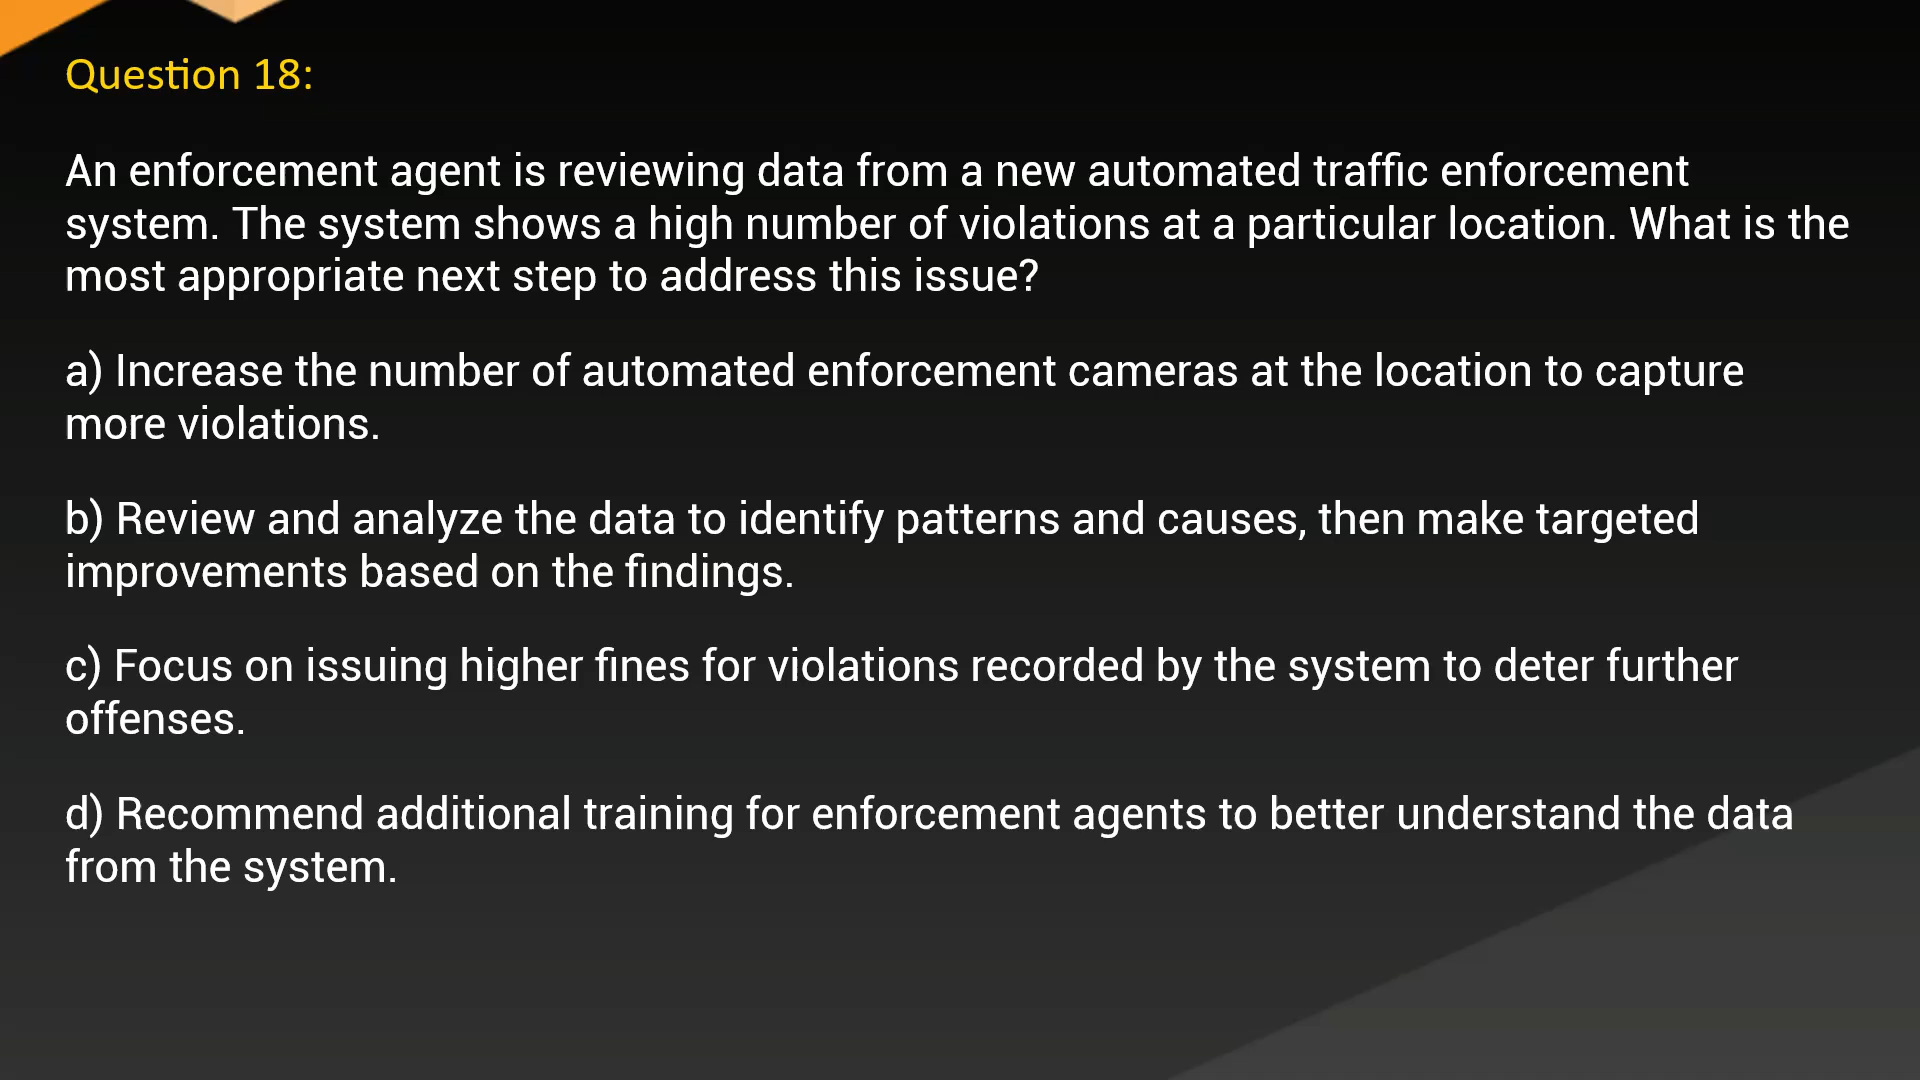 Question 18:
An enforcement agent is reviewing data from a new automated traffic enforcement
system. The system shows a high number of violations at a particular location. What is the
most appropriate next step to address this issue?
a) Increase the number of automated enforcement cameras at the location to capture
more violations.
b) Review and analyze the data to identify patterns and causes, then make targeted
improvements based on the findings.
c) Focus on issuing higher fines for violations recorded by the system to deter further
offenses.
d) Recommend additional training for enforcement agents to better understand the data
from the system.